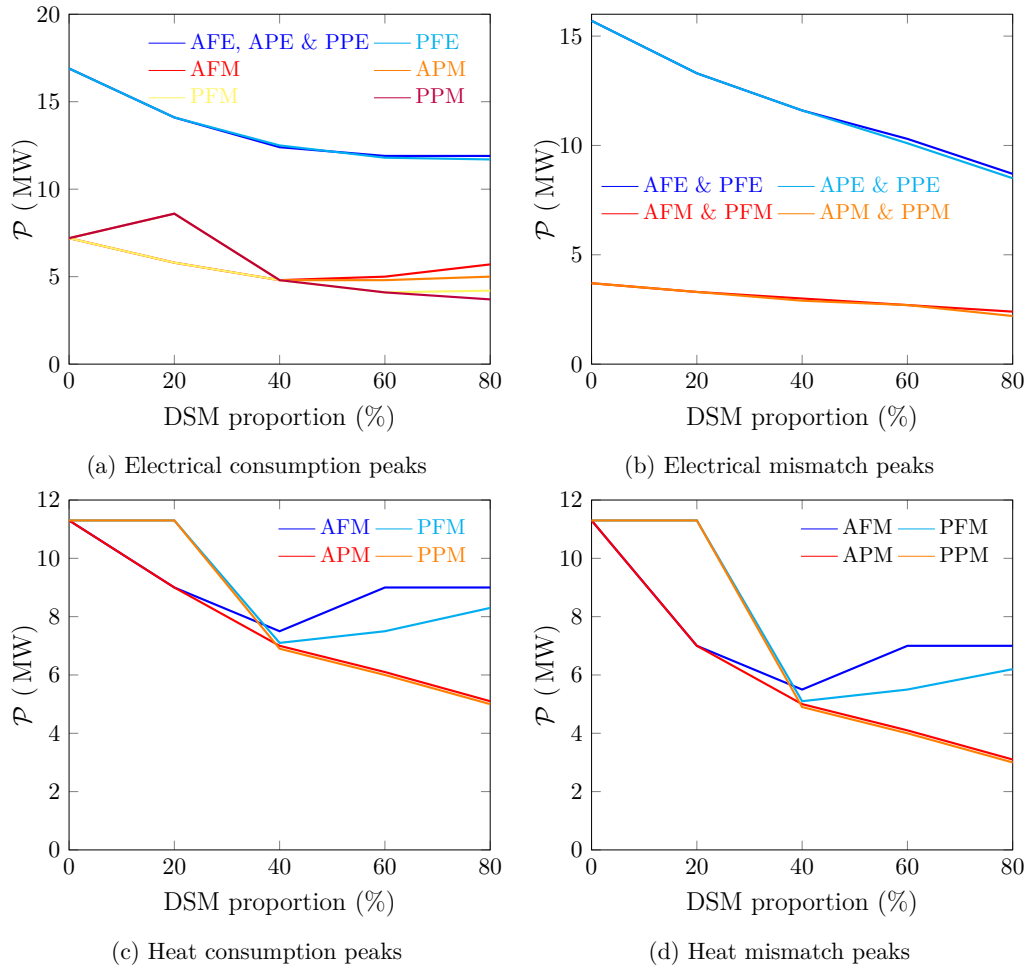 20
15
10
5
0
0 20 40 60 80
𝒫 ( MW)
DSM proportion (%)
AFE, APE & PPE PFE
AFM APM
PFM PPM
(a) Electrical consumption peaks
15
10
5
0
0 20 40 60 80
𝒫 ( MW)
DSM proportion (%)
AFE & PFE APE & PPE
AFM & PFM APM & PPM
(b) Electrical mismatch peaks
12
10
8
6
4
2
0
0 20 40 60 80
𝒫 ( MW)
DSM proportion (%)
AFM PFM
APM PPM
(c) Heat consumption peaks
12
10
8
6
4
2
0
0 20 40 60 80
𝒫 ( MW)
DSM proportion (%)
AFM PFM
APM PPM
(d) Heat mismatch peaks